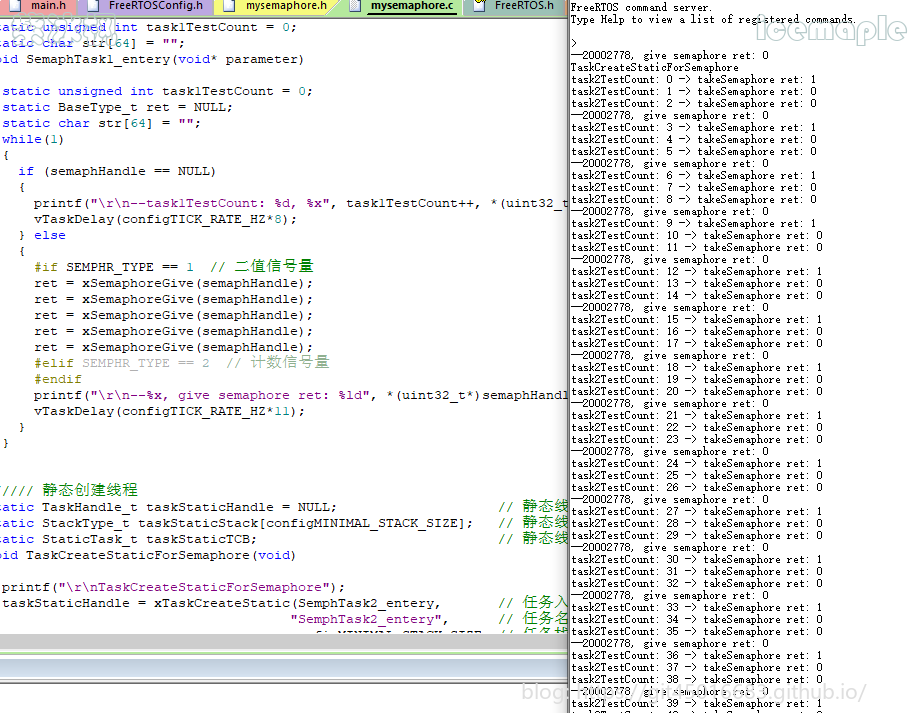 main.h FreeRTOSConfig.h mysemaphore.h mysemaphore.c FreeRTOS.h
tatic unsigned int task1TestCount = 0;
tatic char str[64] = "";
oid SemaphTask1_entery(void* parameter)
static unsigned int task1TestCount = 0;
static BaseType_t ret = NULL;
static char str[64] = "";
while(1)
{
if (semaphHandle == NULL)
{
printf("\r\n--task1TestCount: %d, %x", task1TestCount++, *(uint32_t
vTaskDelay(configTICK_RATE_HZ*8);
} else
{
#if SEMPHR_TYPE == 1 // 二值信号量
ret = xSemaphoreGive(semaphHandle);
ret = xSemaphoreGive(semaphHandle);
ret = xSemaphoreGive(semaphHandle);
ret = xSemaphoreGive(semaphHandle);
ret = xSemaphoreGive(semaphHandle);
#elif SEMPHR_TYPE == 2 // 计数信号量
#endif
printf("\r\n--%x, give semaphore ret: %ld", *(uint32_t*)semaphHandl
vTaskDelay(configTICK_RATE_HZ*11);
}
}
///// 静态创建线程
tatic TaskHandle_t taskStaticHandle = NULL; // 静态线
tatic StackType_t taskStaticStack[configMINIMAL_STACK_SIZE]; // 静态线
tatic StaticTask_t taskStaticTCB; // 静态线
oid TaskCreateStaticForSemaphore(void)
printf("\r\nTaskCreateStaticForSemaphore");
taskStaticHandle = xTaskCreateStatic(SemphTask2_entery, // 任务入
"SemphTask2_entery", // 任务名
FreeRTOS command server.
Type Help to view a list of registered commands.
icemaple
>
--20002778, give semaphore ret: 0
TaskCreateStaticForSemaphore
task2TestCount: 0 -> takeSemaphore ret: 1
task2TestCount: 1 -> takeSemaphore ret: 0
task2TestCount: 2 -> takeSemaphore ret: 0
--20002778, give semaphore ret: 0
task2TestCount: 3 -> takeSemaphore ret: 1
task2TestCount: 4 -> takeSemaphore ret: 0
task2TestCount: 5 -> takeSemaphore ret: 0
--20002778, give semaphore ret: 0
task2TestCount: 6 -> takeSemaphore ret: 1
task2TestCount: 7 -> takeSemaphore ret: 0
task2TestCount: 8 -> takeSemaphore ret: 0
--20002778, give semaphore ret: 0
task2TestCount: 9 -> takeSemaphore ret: 1
task2TestCount: 10 -> takeSemaphore ret: 0
task2TestCount: 11 -> takeSemaphore ret: 0
--20002778, give semaphore ret: 0
task2TestCount: 12 -> takeSemaphore ret: 1
task2TestCount: 13 -> takeSemaphore ret: 0
task2TestCount: 14 -> takeSemaphore ret: 0
--20002778, give semaphore ret: 0
task2TestCount: 15 -> takeSemaphore ret: 1
task2TestCount: 16 -> takeSemaphore ret: 0
task2TestCount: 17 -> takeSemaphore ret: 0
--20002778, give semaphore ret: 0
task2TestCount: 18 -> takeSemaphore ret: 1
task2TestCount: 19 -> takeSemaphore ret: 0
task2TestCount: 20 -> takeSemaphore ret: 0
--20002778, give semaphore ret: 0
task2TestCount: 21 -> takeSemaphore ret: 1
task2TestCount: 22 -> takeSemaphore ret: 0
task2TestCount: 23 -> takeSemaphore ret: 0
--20002778, give semaphore ret: 0
task2TestCount: 24 -> takeSemaphore ret: 1
task2TestCount: 25 -> takeSemaphore ret: 0
task2TestCount: 26 -> takeSemaphore ret: 0
--20002778, give semaphore ret: 0
task2TestCount: 27 -> takeSemaphore ret: 1
task2TestCount: 28 -> takeSemaphore ret: 0
task2TestCount: 29 -> takeSemaphore ret: 0
--20002778, give semaphore ret: 0
task2TestCount: 30 -> takeSemaphore ret: 1
task2TestCount: 31 -> takeSemaphore ret: 0
task2TestCount: 32 -> takeSemaphore ret: 0
--20002778, give semaphore ret: 0
task2TestCount: 33 -> takeSemaphore ret: 1
task2TestCount: 34 -> takeSemaphore ret: 0
task2TestCount: 35 -> takeSemaphore ret: 0
--20002778, give semaphore ret: 0
task2TestCount: 36 -> takeSemaphore ret: 1
task2TestCount: 37 -> takeSemaphore ret: 0
task2TestCount: 38 -> takeSemaphore ret: 0
--20002778, give semaphore ret: 0
task2TestCount: 39 -> takeSemaphore ret: 1